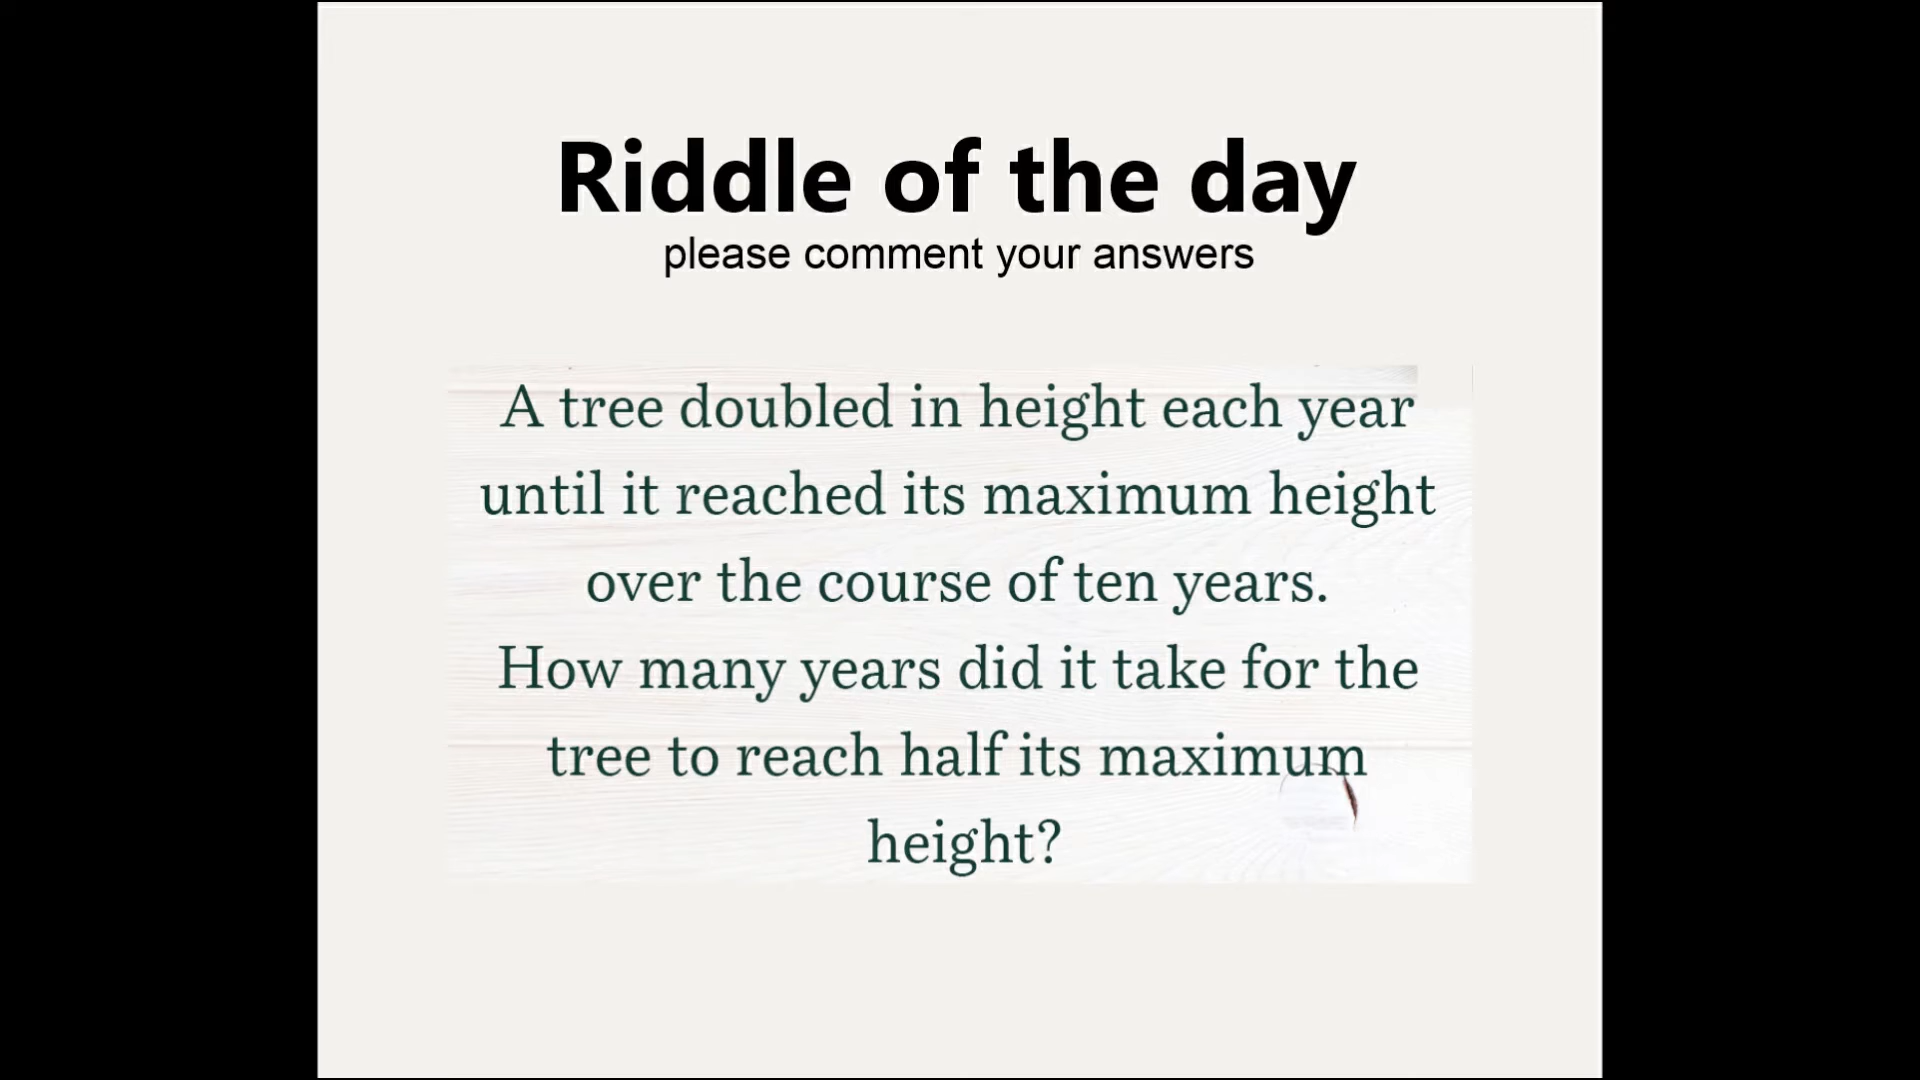 Riddle of the day
please comment your answers
A tree doubled in height each year
until it reached its maximum height
over the course of ten years.
How many years did it take for the
tree to reach half its maximum
height?